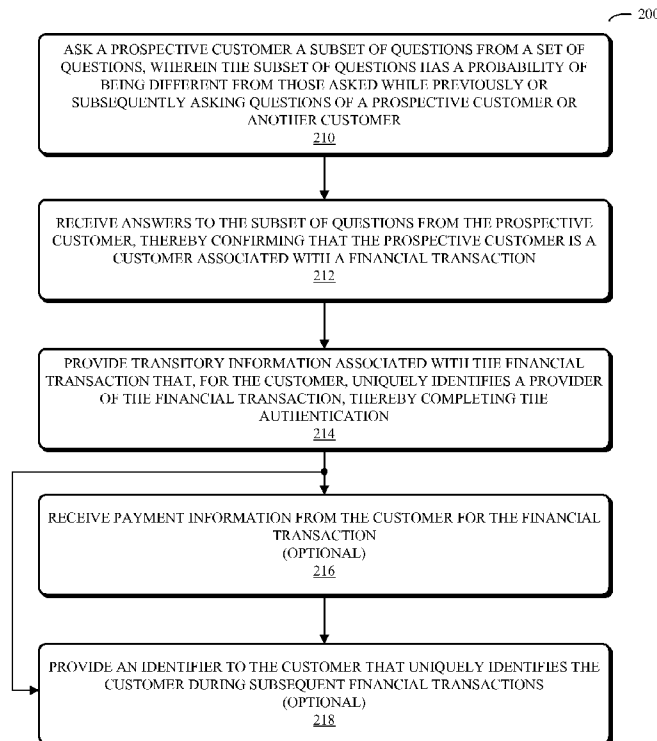 200
ASK A PROSPECTIVE CUSTOMER A SUBSET OF QUESTIONS FROM A SET OF
QUESTIONS, WHEREIN THE SUBSET OF QUESTIONS HAS A PROBABILITY OF
BEING DIFFERENT FROM THOSE ASKED WHILE PREVIOUSLY OR
SUBSEQUENTLY ASKING QUESTIONS OF A PROSPECTIVE CUSTOMER OR
ANOTHER CUSTOMER
210
RECEIVE ANSWERS TO THE SUBSET OF QUESTIONS FROM THE PROSPECTIVE
CUSTOMER, THEREBY CONFIRMING THAT THE PROSPECTIVE CUSTOMER IS A
CUSTOMER ASSOCIATED WITH A FINANCIAL TRANSACTION
212
PROVIDE TRANSITORY INFORMATION ASSOCIATED WITH THE FINANCIAL
TRANSACTION THAT, FOR THE CUSTOMER, UNIQUELY IDENTIFIES A PROVIDER
OF THE FINANCIAL TRANSACTION, THEREBY COMPLETING THE
AUTHENTICATION
214
RECEIVE PAYMENT INFORMATION FROM THE CUSTOMER FOR THE FINANCIAL
TRANSACTION
(OPTIONAL)
216
PROVIDE AN IDENTIFIER TO THE CUSTOMER THAT UNIQUELY IDENTIFIES THE
CUSTOMER DURING SUBSEQUENT FINANCIAL TRANSACTIONS
(OPTIONAL)
218